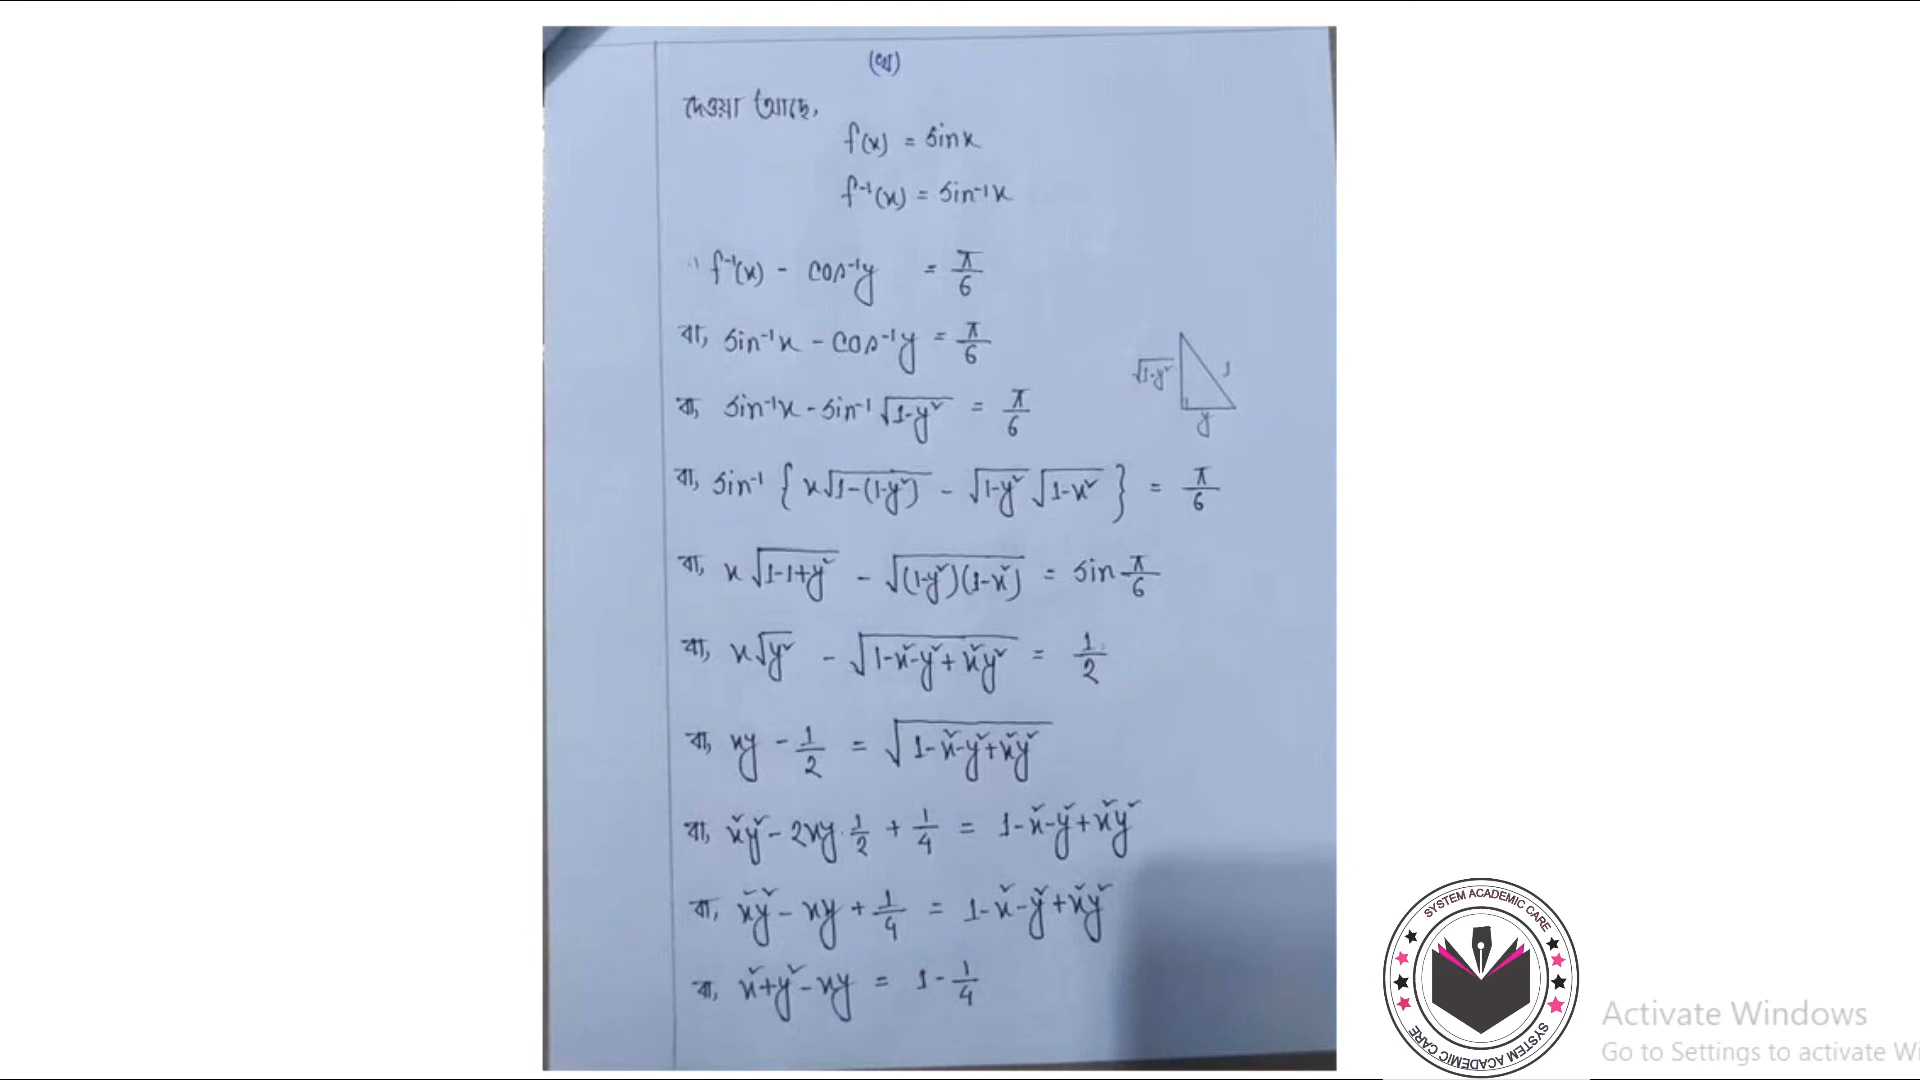 (খ)
দেওয়া আছে,
f(x) = sinx
f⁻¹(x) = sin⁻¹x
∴ f⁻¹(x) - cos⁻¹y = π/6
বা, sin⁻¹x - cos⁻¹y = π/6
বা, sin⁻¹x - sin⁻¹√(1-y²) = π/6
√(1-y²) 1
y
বা, sin⁻¹ { x√(1-(1-y²)) - √(1-y²) √(1-x²) } = π/6
বা, x√(1-1+y²) - √((1-y²)(1-x²)) = sin π/6
বা, x√y² - √(1-x²-y²+x²y²) = 1/2
বা, xy - 1/2 = √(1-x²-y²+x²y²)
বা, x²y² - 2xy·1/2 + 1/4 = 1-x²-y²+x²y²
বা, x²y² - xy + 1/4 = 1-x²-y²+x²y²
বা, x²+y²-xy = 1 - 1/4
SYSTEM ACADEMIC CARE
SYSTEM ACADEMIC CARE
Activate Windows
Go to Settings to activate Wi